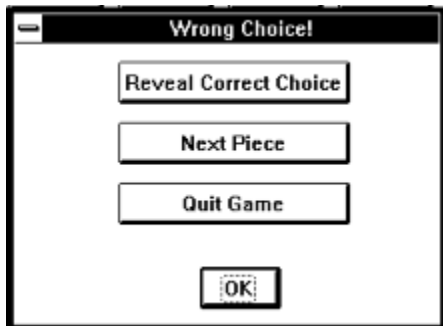 Wrong Choice!
Reveal Correct Choice
Next Piece
Quit Game
OK